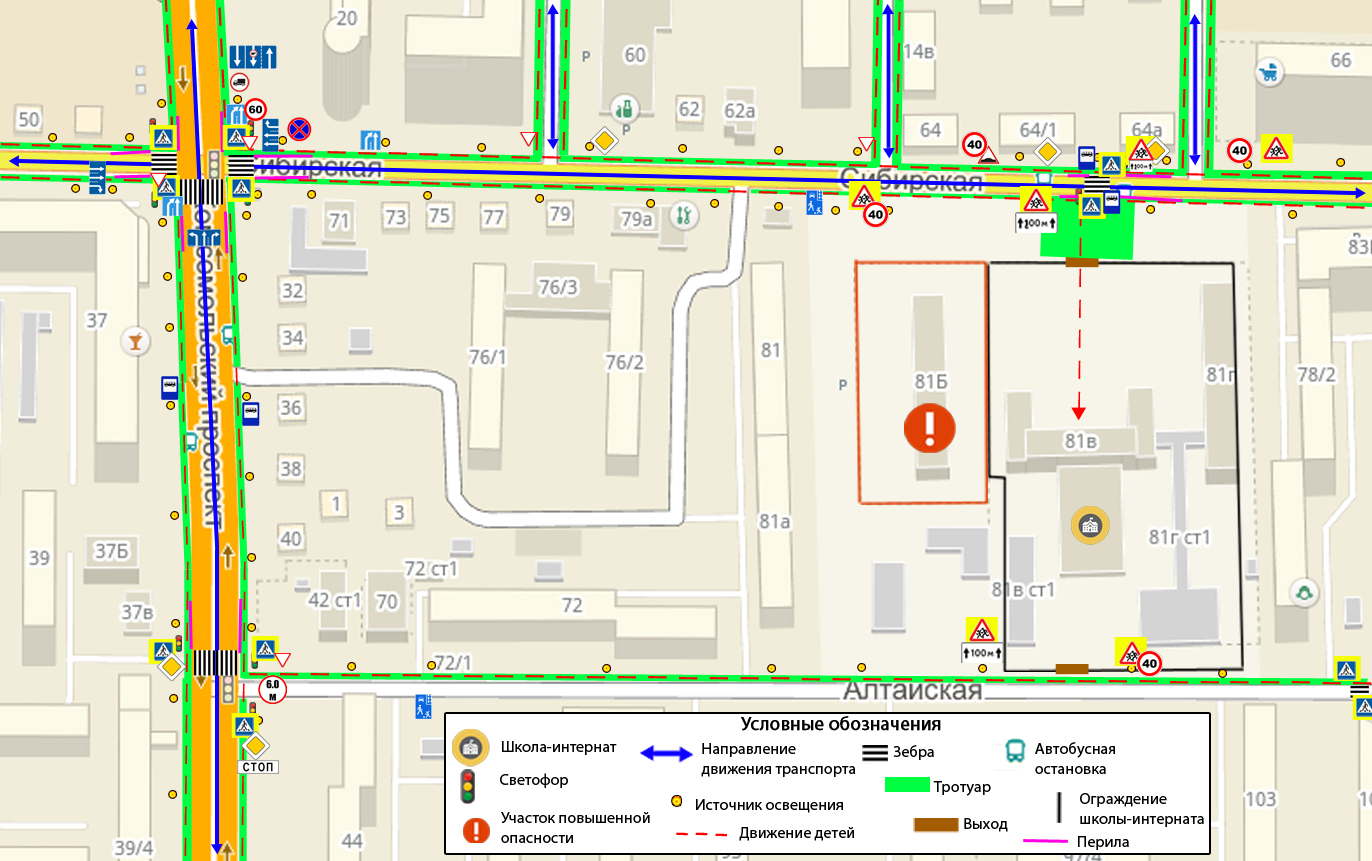 20
60
14в
66
P
50
60
62
62а
P
64
64/1
64а
40
40
Сибирская
Сибирская
100м
71
73
75
77
79
79а
40
100м
83
Комсомольский проспект
32
76/3
37
34
76/1
76/2
81
P
81Б
81г
78/2
36
81в
38
1
3
81а
39
37Б
40
81г ст1
72 ст1
42 ст1
70
72
81в ст1
37в
100м
72/1
40
6.0
М
Алтайская
СТОП
39/4
44
103
Условные обозначения
Школа-интернат
Светофор
Участок повышенной
опасности
Направление
движения транспорта
Источник освещения
Движение детей
Зебра
Тротуар
Выход
Автобусная
остановка
Ограждение
школы-интерната
Перила